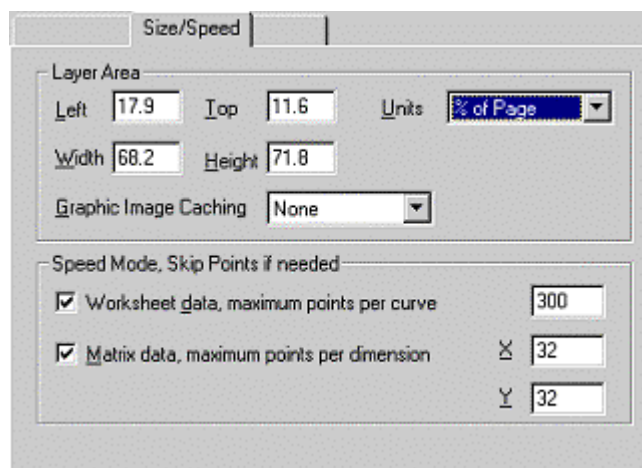 Size/Speed
Layer Area
Left 17.9 Top 11.6 Units % of Page
Width 68.2 Height 71.8
Graphic Image Caching None
Speed Mode, Skip Points if needed
Worksheet data, maximum points per curve 300
Matrix data, maximum points per dimension X 32
Y 32